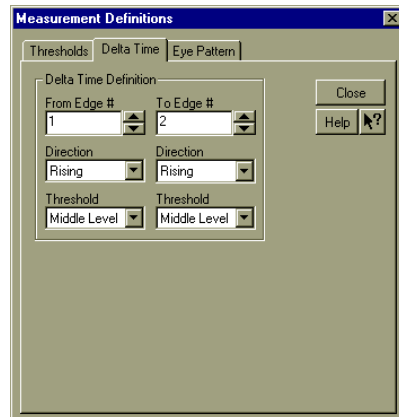 Measurement Definitions
Thresholds Delta Time Eye Pattern
Delta Time Definition
From Edge # To Edge #
1 2
Direction Direction
Rising Rising
Threshold Threshold
Middle Level Middle Level
Close
Help ?